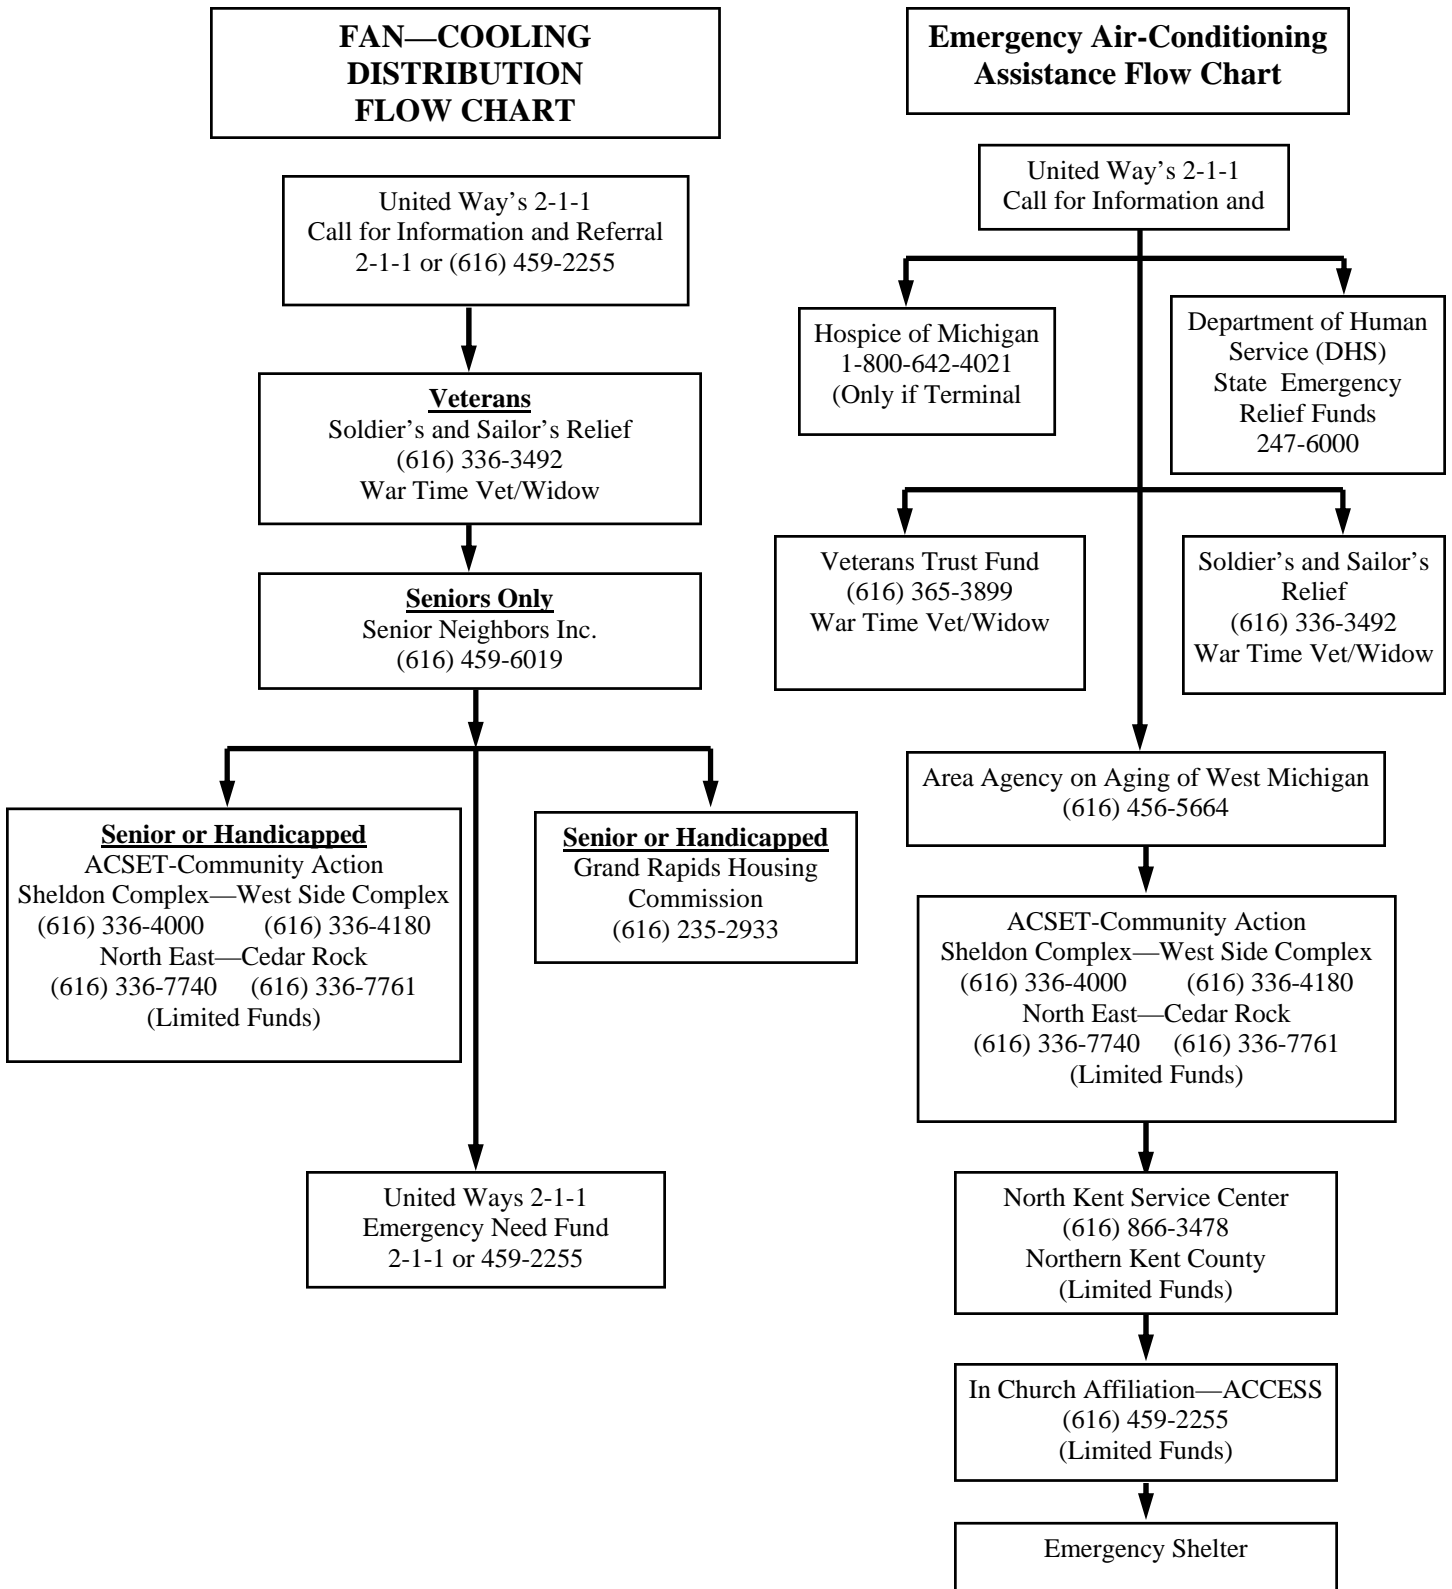 FAN—COOLING
DISTRIBUTION
FLOW CHART
United Way's 2-1-1
Call for Information and Referral
2-1-1 or (616) 459-2255
Veterans
Soldier's and Sailor's Relief
(616) 336-3492
War Time Vet/Widow
Seniors Only
Senior Neighbors Inc.
(616) 459-6019
Senior or Handicapped
ACSET-Community Action
Sheldon Complex—West Side Complex
(616) 336-4000 (616) 336-4180
North East—Cedar Rock
(616) 336-7740 (616) 336-7761
(Limited Funds)
Senior or Handicapped
Grand Rapids Housing
Commission
(616) 235-2933
United Ways 2-1-1
Emergency Need Fund
2-1-1 or 459-2255
Emergency Air-Conditioning
Assistance Flow Chart
United Way's 2-1-1
Call for Information and
Hospice of Michigan
1-800-642-4021
(Only if Terminal
Department of Human
Service (DHS)
State Emergency
Relief Funds
247-6000
Veterans Trust Fund
(616) 365-3899
War Time Vet/Widow
Soldier's and Sailor's
Relief
(616) 336-3492
War Time Vet/Widow
Area Agency on Aging of West Michigan
(616) 456-5664
ACSET-Community Action
Sheldon Complex—West Side Complex
(616) 336-4000 (616) 336-4180
North East—Cedar Rock
(616) 336-7740 (616) 336-7761
(Limited Funds)
North Kent Service Center
(616) 866-3478
Northern Kent County
(Limited Funds)
In Church Affiliation—ACCESS
(616) 459-2255
(Limited Funds)
Emergency Shelter